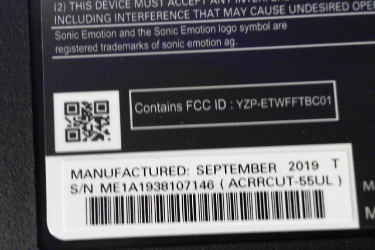 (2) THIS DEVICE MUST ACCEPT ANY
INCLUDING INTERFERENCE THAT MAY CAUSE UNDESIRED
Sonic Emotion and the Sonic Emotion logo symbol are
registered trademarks of sonic emotion ag.
Contains FCC ID : YZP-ETWFFTBC01
MANUFACTURED: SEPTEMBER 2019 T
S/N ME1A1938107146 ( ACRRCUT-55UL )